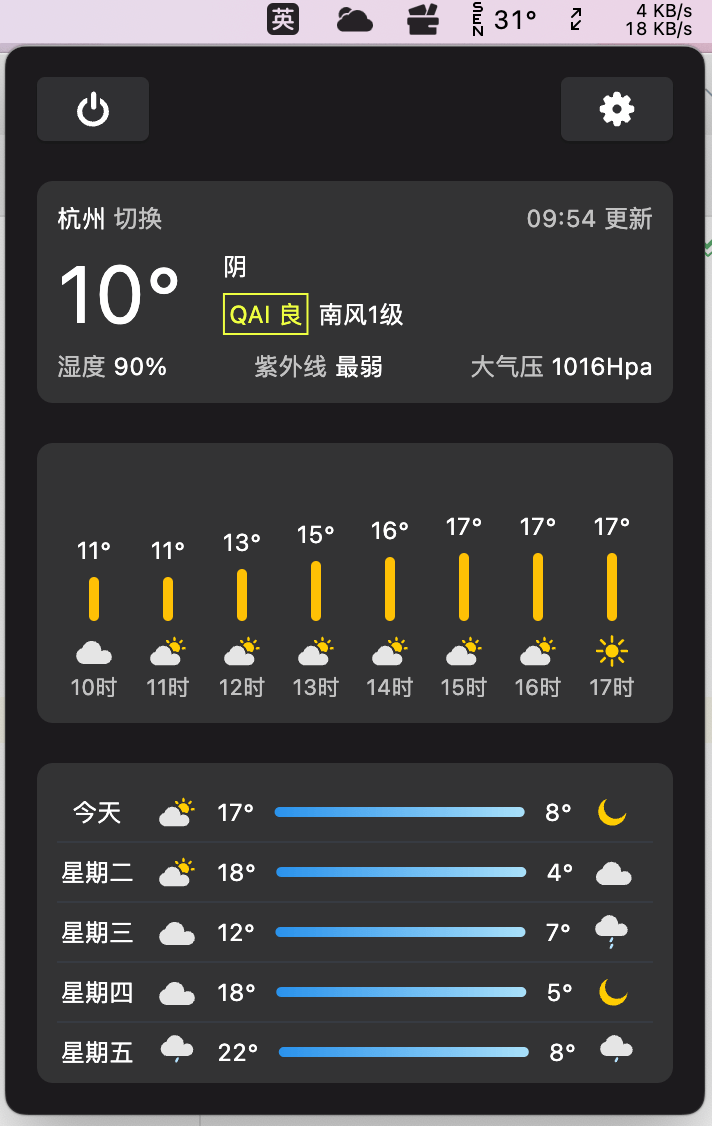 英
SEN 31°
4 KB/s
18 KB/s
杭州 切换
09:54 更新
10°
阴
QAI 良 南风1级
湿度 90% 紫外线 最弱 大气压 1016Hpa
11° 11° 13° 15° 16° 17° 17° 17°
10时 11时 12时 13时 14时 15时 16时 17时
今天 17° 8°
星期二 18° 4°
星期三 12° 7°
星期四 18° 5°
星期五 22° 8°